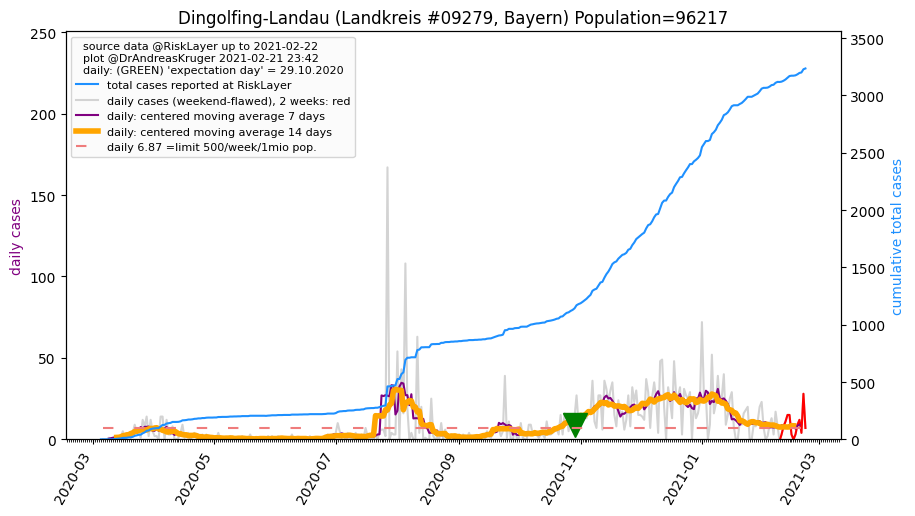 Dingolfing-Landau (Landkreis #09279, Bayern) Population=96217
source data @RiskLayer up to 2021-02-22
plot @DrAndreasKruger 2021-02-21 23:42
daily: (GREEN) 'expectation day' = 29.10.2020
total cases reported at RiskLayer
daily cases (weekend-flawed), 2 weeks: red
daily: centered moving average 7 days
daily: centered moving average 14 days
daily 6.87 =limit 500/week/1mio pop.
daily cases
250
200
150
100
50
0
cumulative total cases
3500
3000
2500
2000
1500
1000
500
0
2020-03
2020-05
2020-07
2020-09
2020-11
2021-01
2021-03